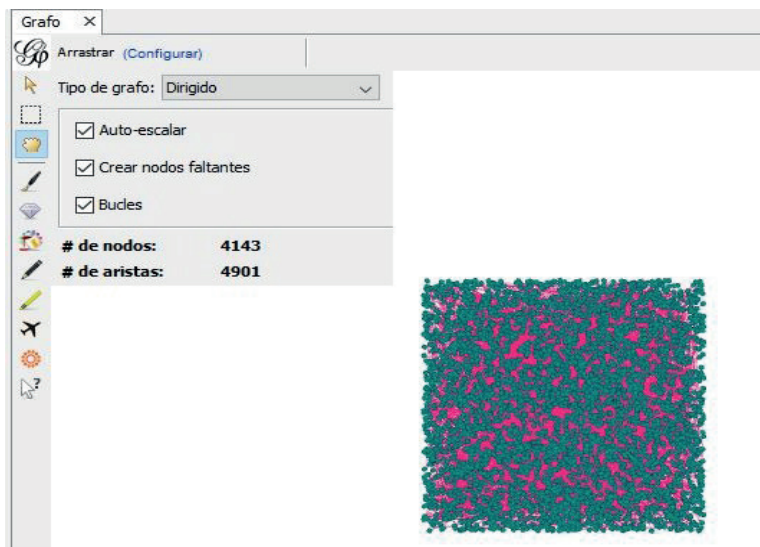 Grafo X
Arrastrar (Configurar)
Tipo de grafo: Dirigido
Auto-escalar
Crear nodos faltantes
Bucles
# de nodos: 4143
# de aristas: 4901
?